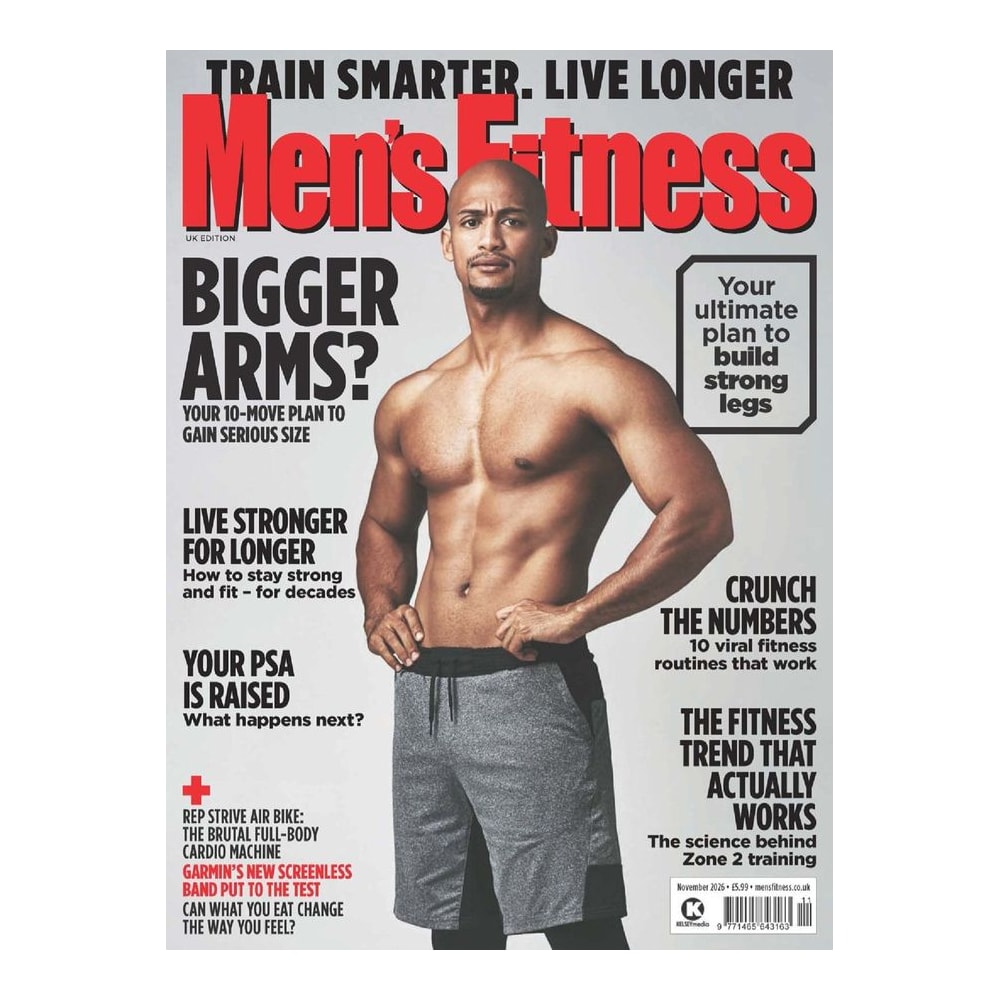 TRAIN SMARTER. LIVE LONGER
Men's Fitness
UK EDITION
BIGGER
ARMS?
YOUR 10-MOVE PLAN TO
GAIN SERIOUS SIZE
Your
ultimate
plan to
build
strong
legs
LIVE STRONGER
FOR LONGER
How to stay strong
and fit – for decades
YOUR PSA
IS RAISED
What happens next?
CRUNCH
THE NUMBERS
10 viral fitness
routines that work
THE FITNESS
TREND THAT
ACTUALLY
WORKS
The science behind
Zone 2 training
+
REP STRIVE AIR BIKE:
THE BRUTAL FULL-BODY
CARDIO MACHINE
GARMIN'S NEW SCREENLESS
BAND PUT TO THE TEST
CAN WHAT YOU EAT CHANGE
THE WAY YOU FEEL?
November 2026 • £5.99 • mensfitness.co.uk
K
KELSEYmedia
11
9 771465 643163